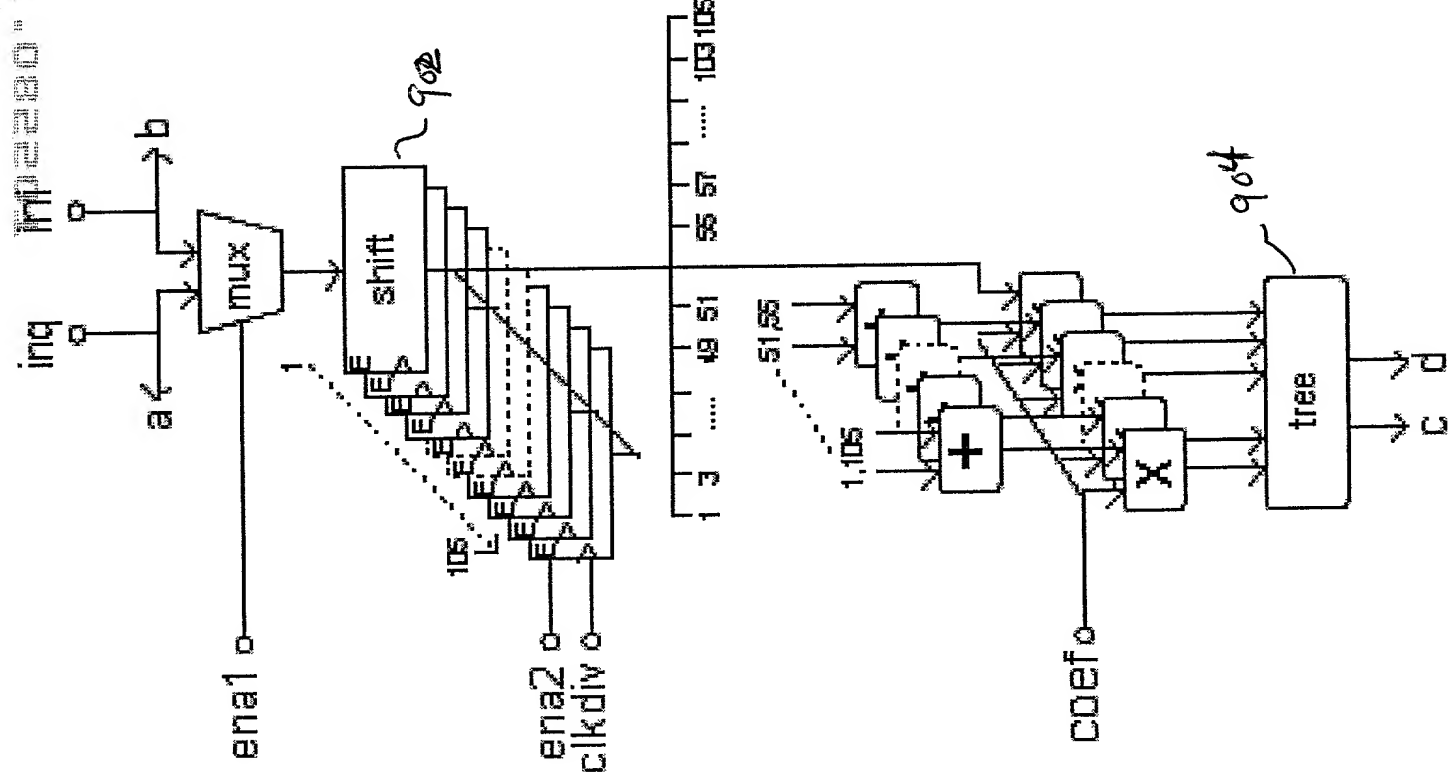 inq
ini
a
b
mux
902
shift
E
E
E
E
E
E
E
E
E
E
1
105
ena1
ena2
clkdiv
1 3 ..... 49 51 55 57 ..... 103 105
51,55
1,105
+
X
coef
904
tree
c
d